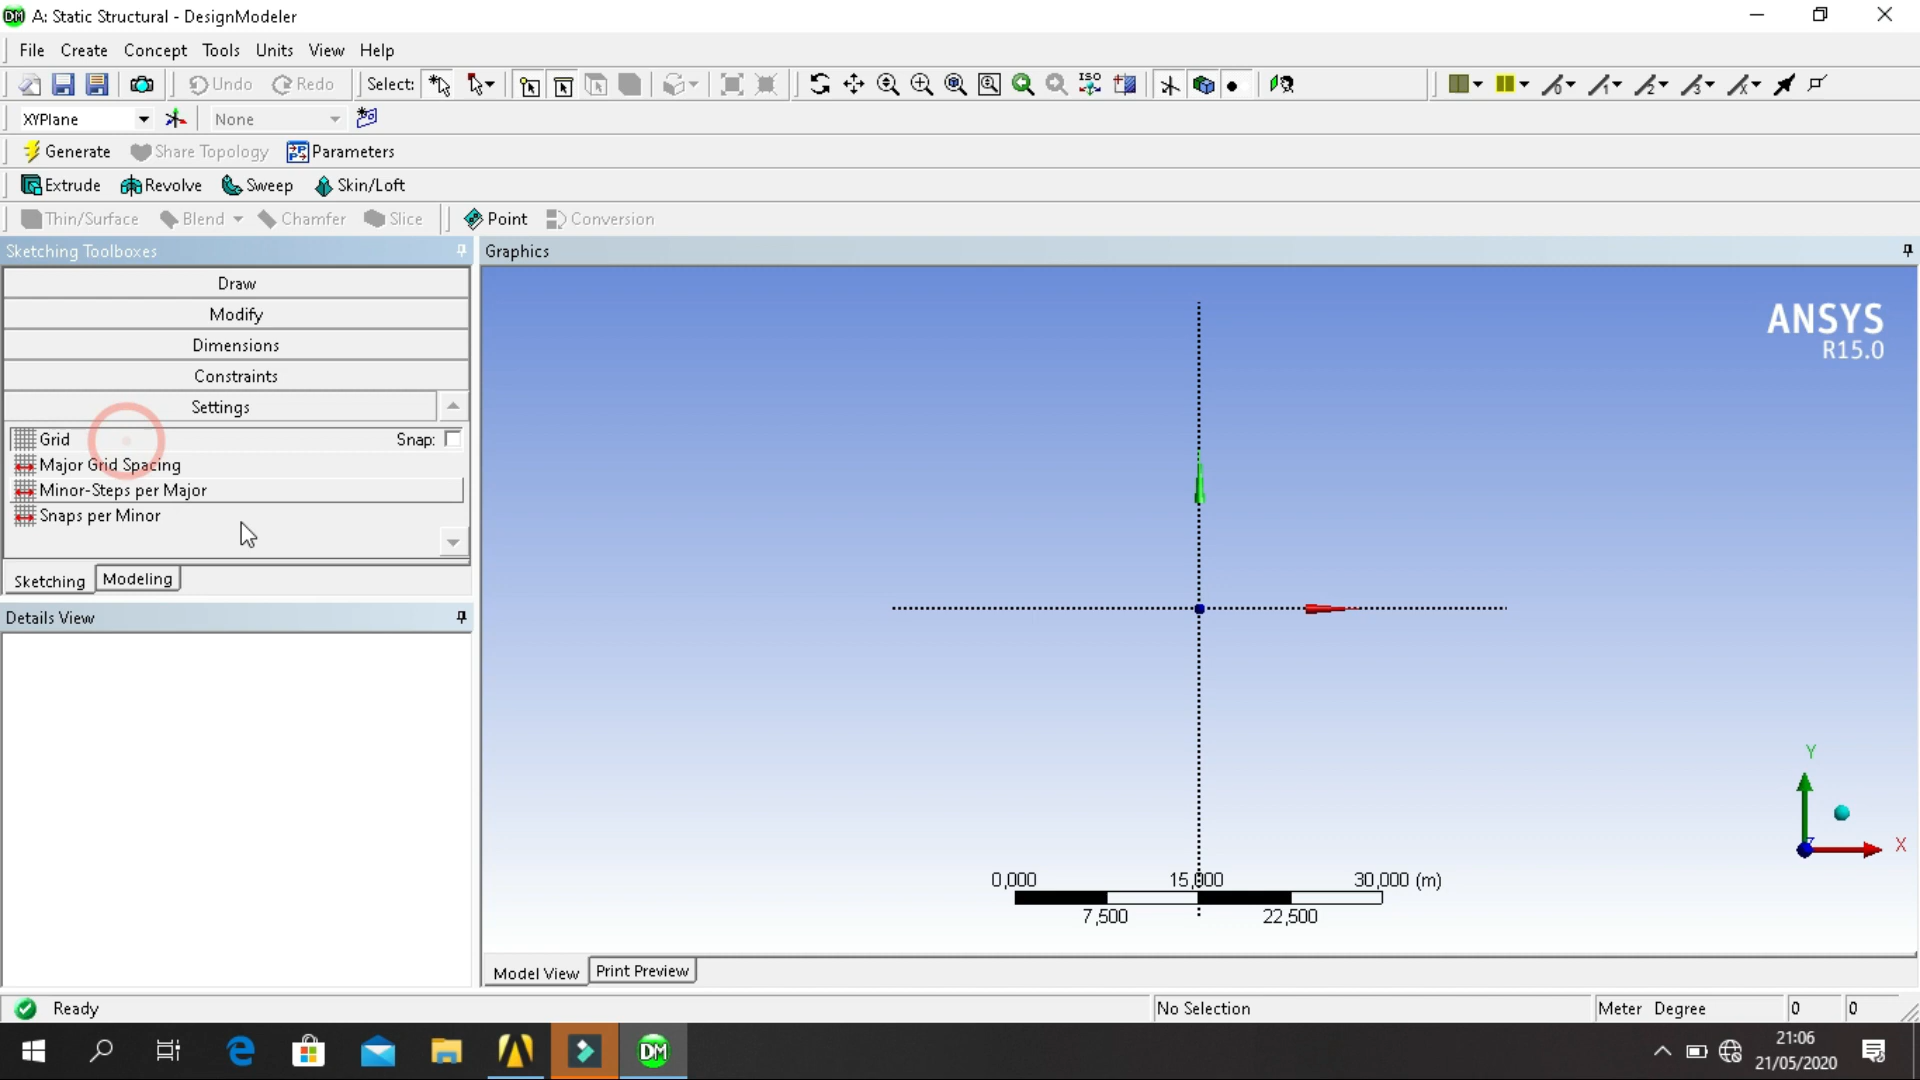 DM A: Static Structural - DesignModeler
File Create Concept Tools Units View Help
Undo Redo Select: ISO
XYPlane None
Generate Share Topology Parameters
Extrude Revolve Sweep Skin/Loft
Thin/Surface Blend Chamfer Slice Point Conversion
Sketching Toolboxes
Graphics
Draw
Modify
Dimensions
Constraints
Settings
Grid Snap:
Major Grid Spacing
Minor-Steps per Major
Snaps per Minor
Sketching Modeling
Details View
ANSYS
R15.0
Y
X
0,000 15,000 30,000 (m)
7,500 22,500
Model View Print Preview
Ready No Selection Meter Degree 0 0
DM
21:06
21/05/2020